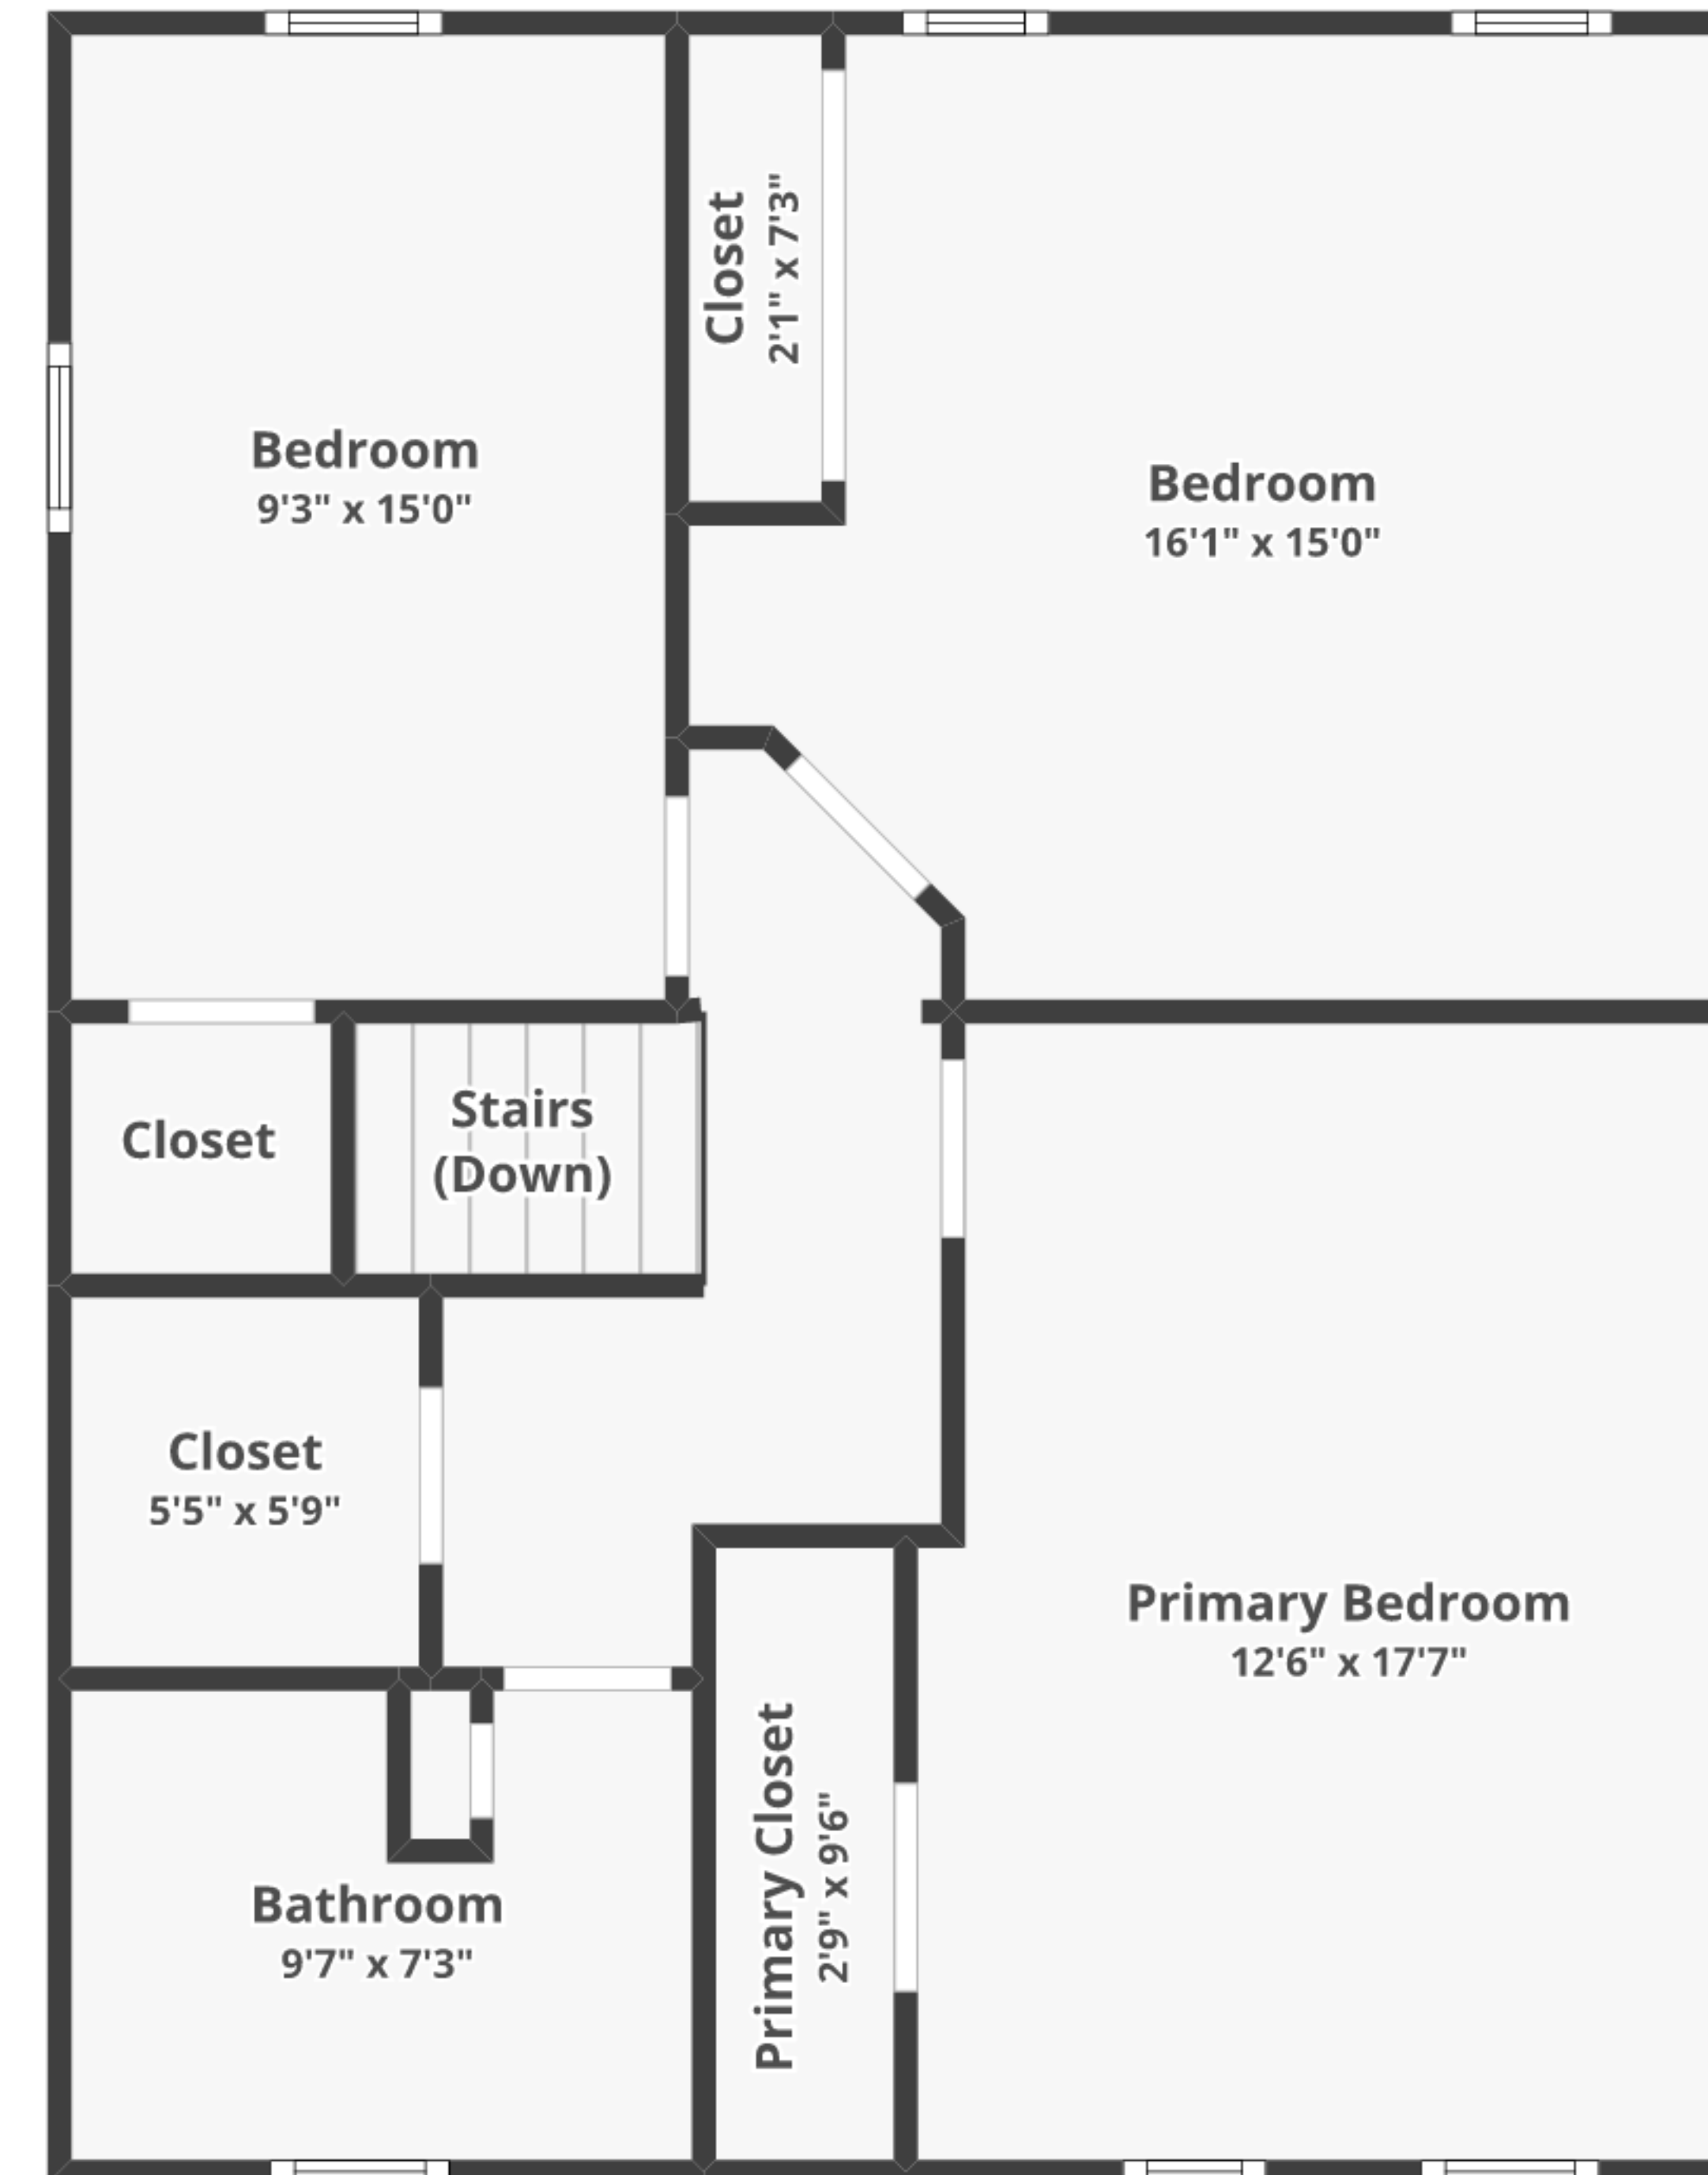 Closet
2'1" x 7'3"
Bedroom
9'3" x 15'0"
Bedroom
16'1" x 15'0"
Stairs
(Down)
Closet
Closet
5'5" x 5'9"
Primary Bedroom
12'6" x 17'7"
Primary Closet
2'9" x 9'6"
Bathroom
9'7" x 7'3"